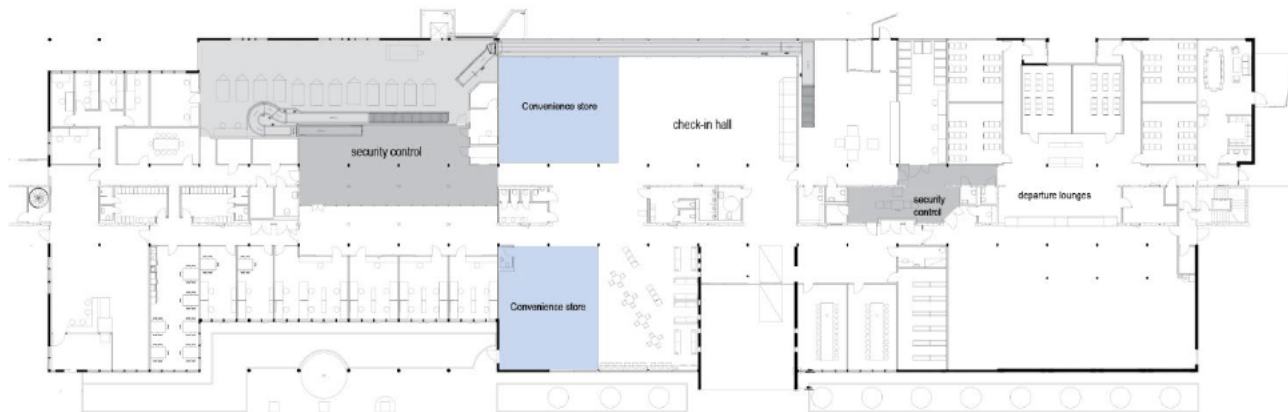 Convenience store
check-in hall
security control
security
control
departure lounges
Convenience store